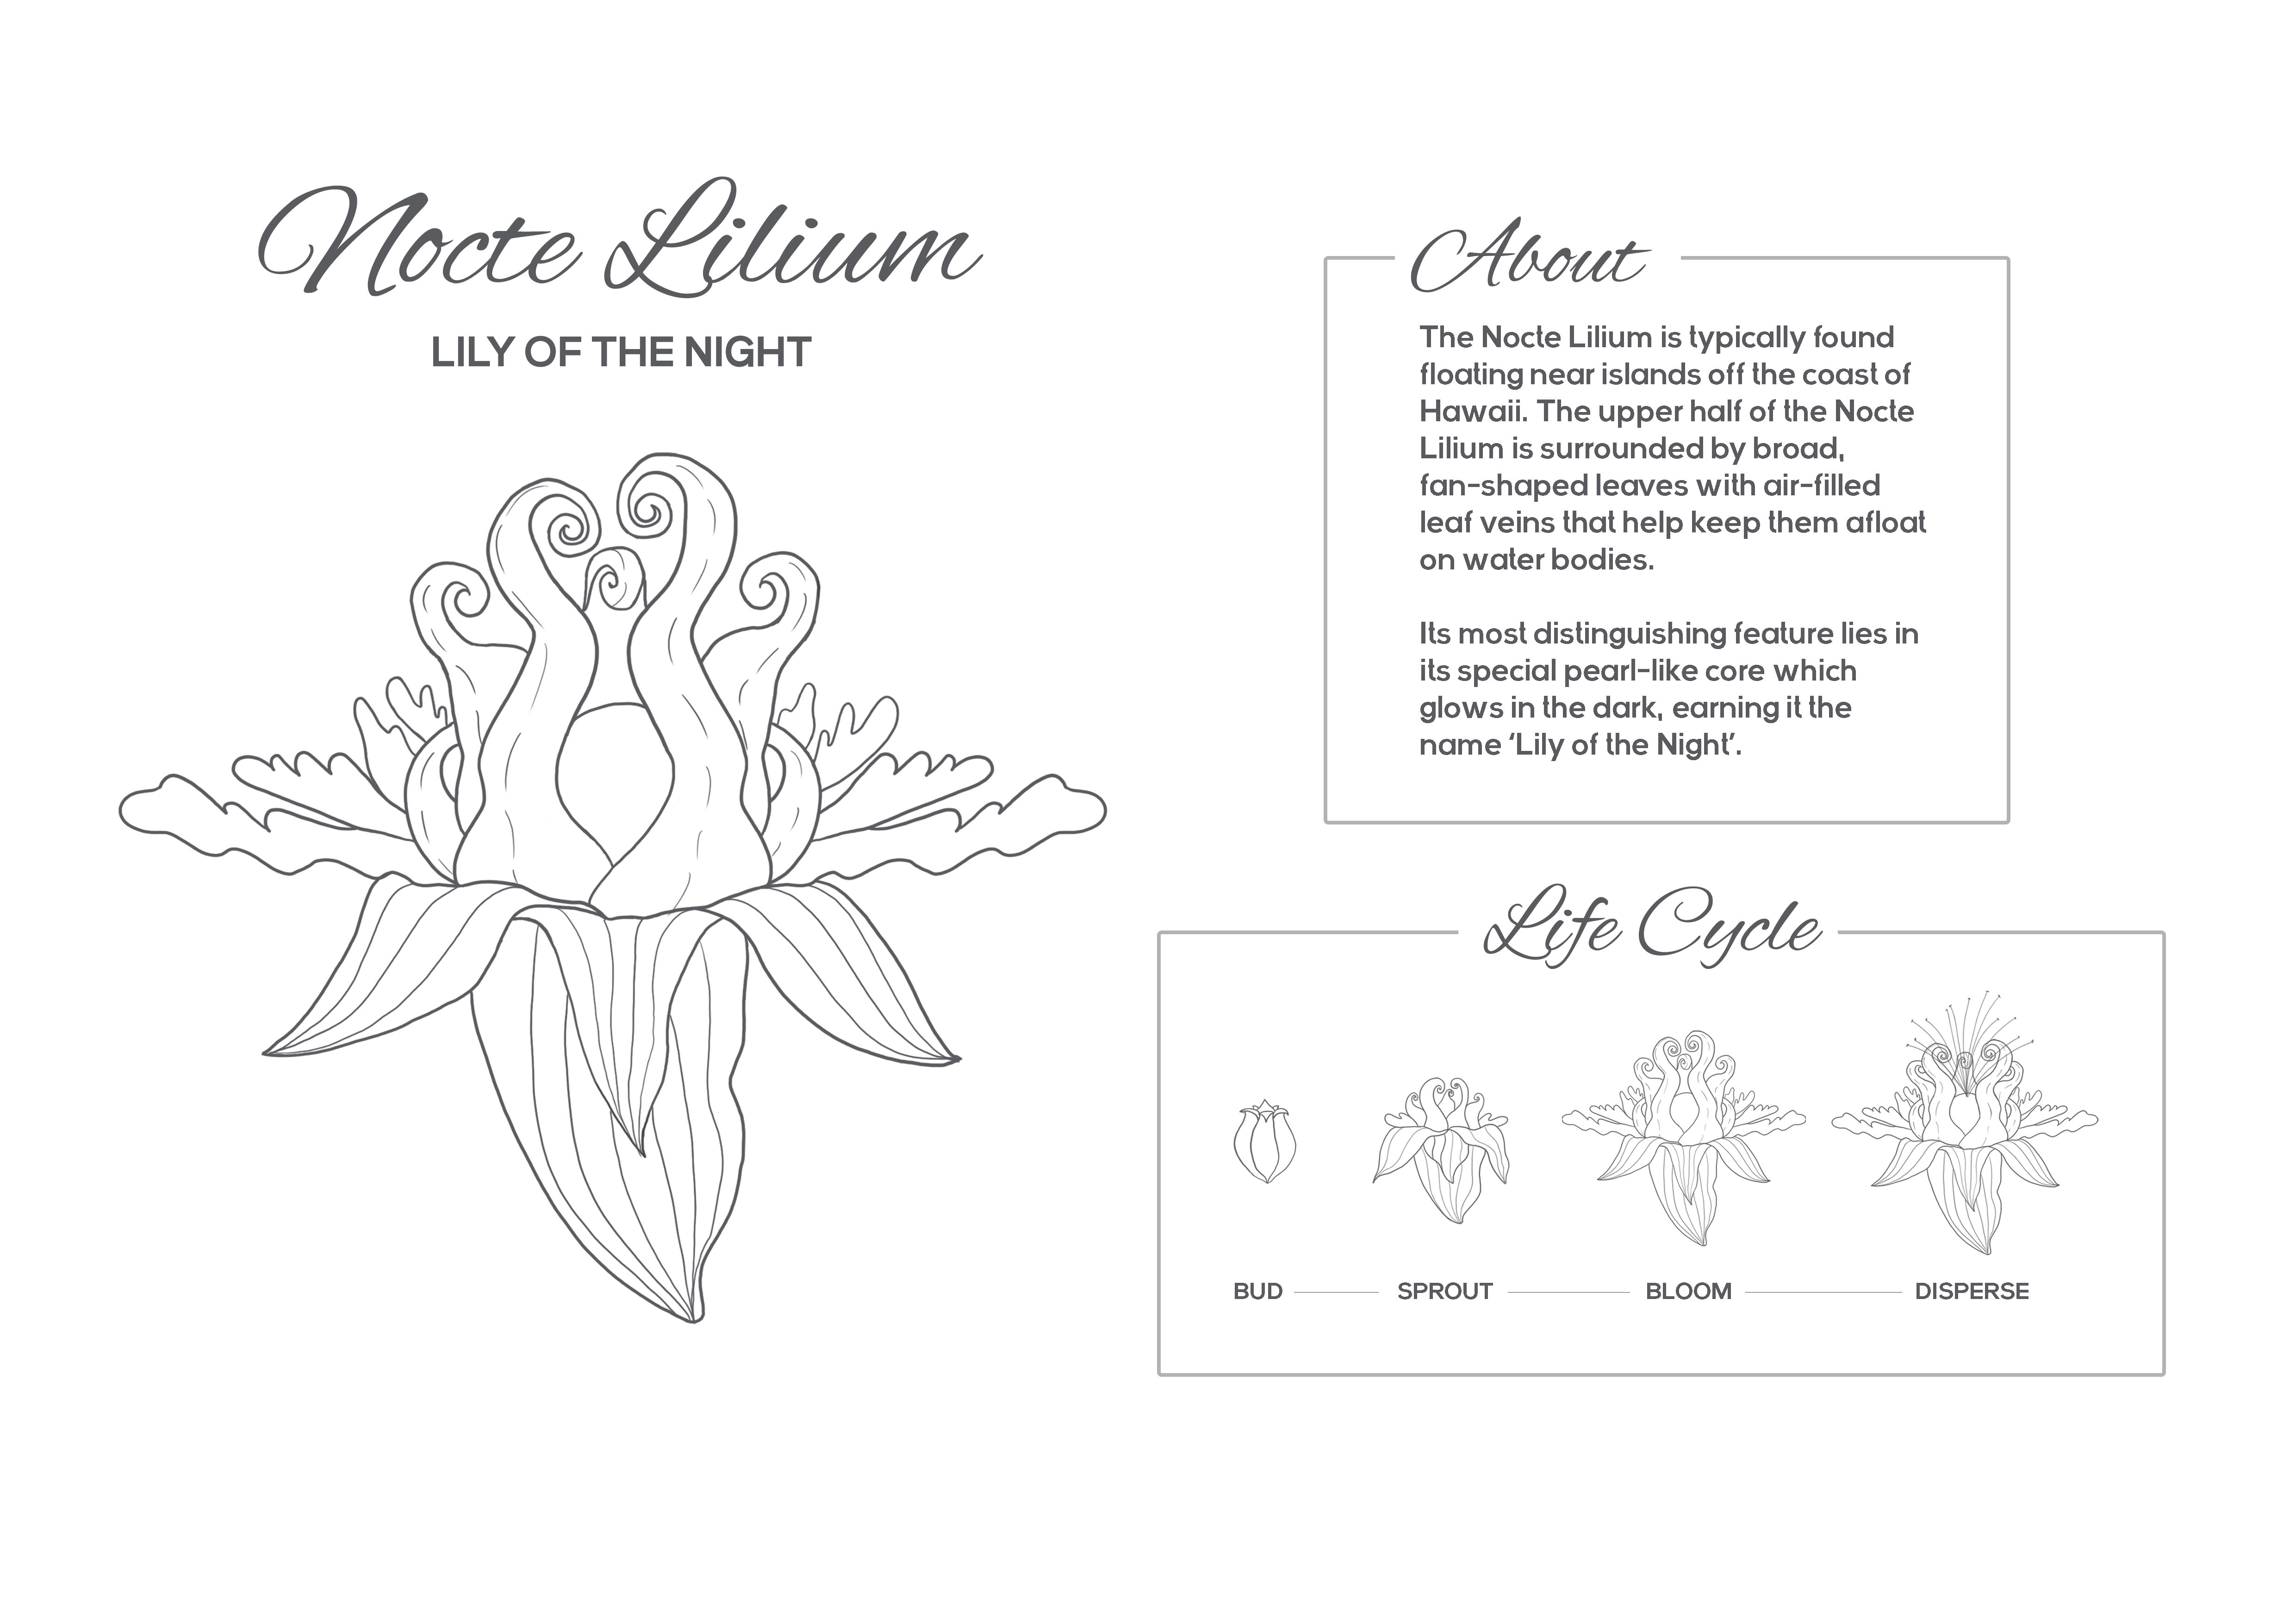 Nocte Lilium
LILY OF THE NIGHT
About
The Nocte Lilium is typically found
floating near islands off the coast of
Hawaii. The upper half of the Nocte
Lilium is surrounded by broad,
fan-shaped leaves with air-filled
leaf veins that help keep them afloat
on water bodies.
Its most distinguishing feature lies in
its special pearl-like core which
glows in the dark, earning it the
name ‘Lily of the Night’.
Life Cycle
BUD SPROUT BLOOM DISPERSE